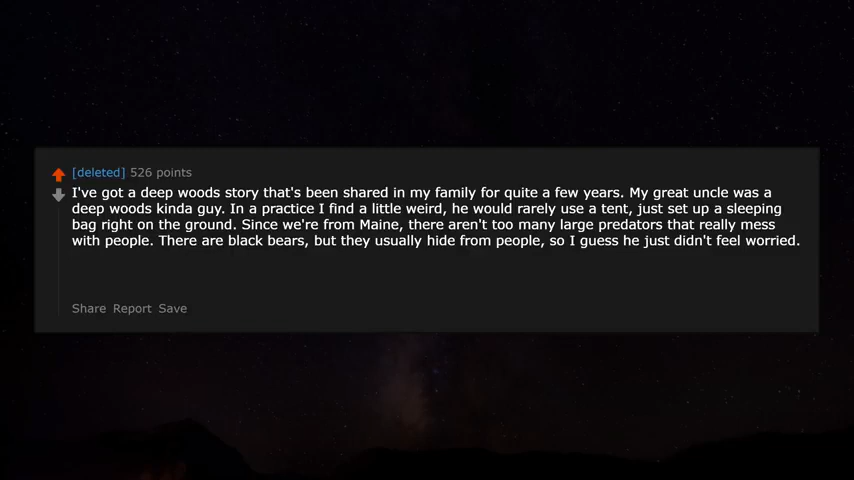 [deleted] 526 points
I've got a deep woods story that's been shared in my family for quite a few years. My great uncle was a
deep woods kinda guy. In a practice I find a little weird, he would rarely use a tent, just set up a sleeping
bag right on the ground. Since we're from Maine, there aren't too many large predators that really mess
with people. There are black bears, but they usually hide from people, so I guess he just didn't feel worried.
Share Report Save